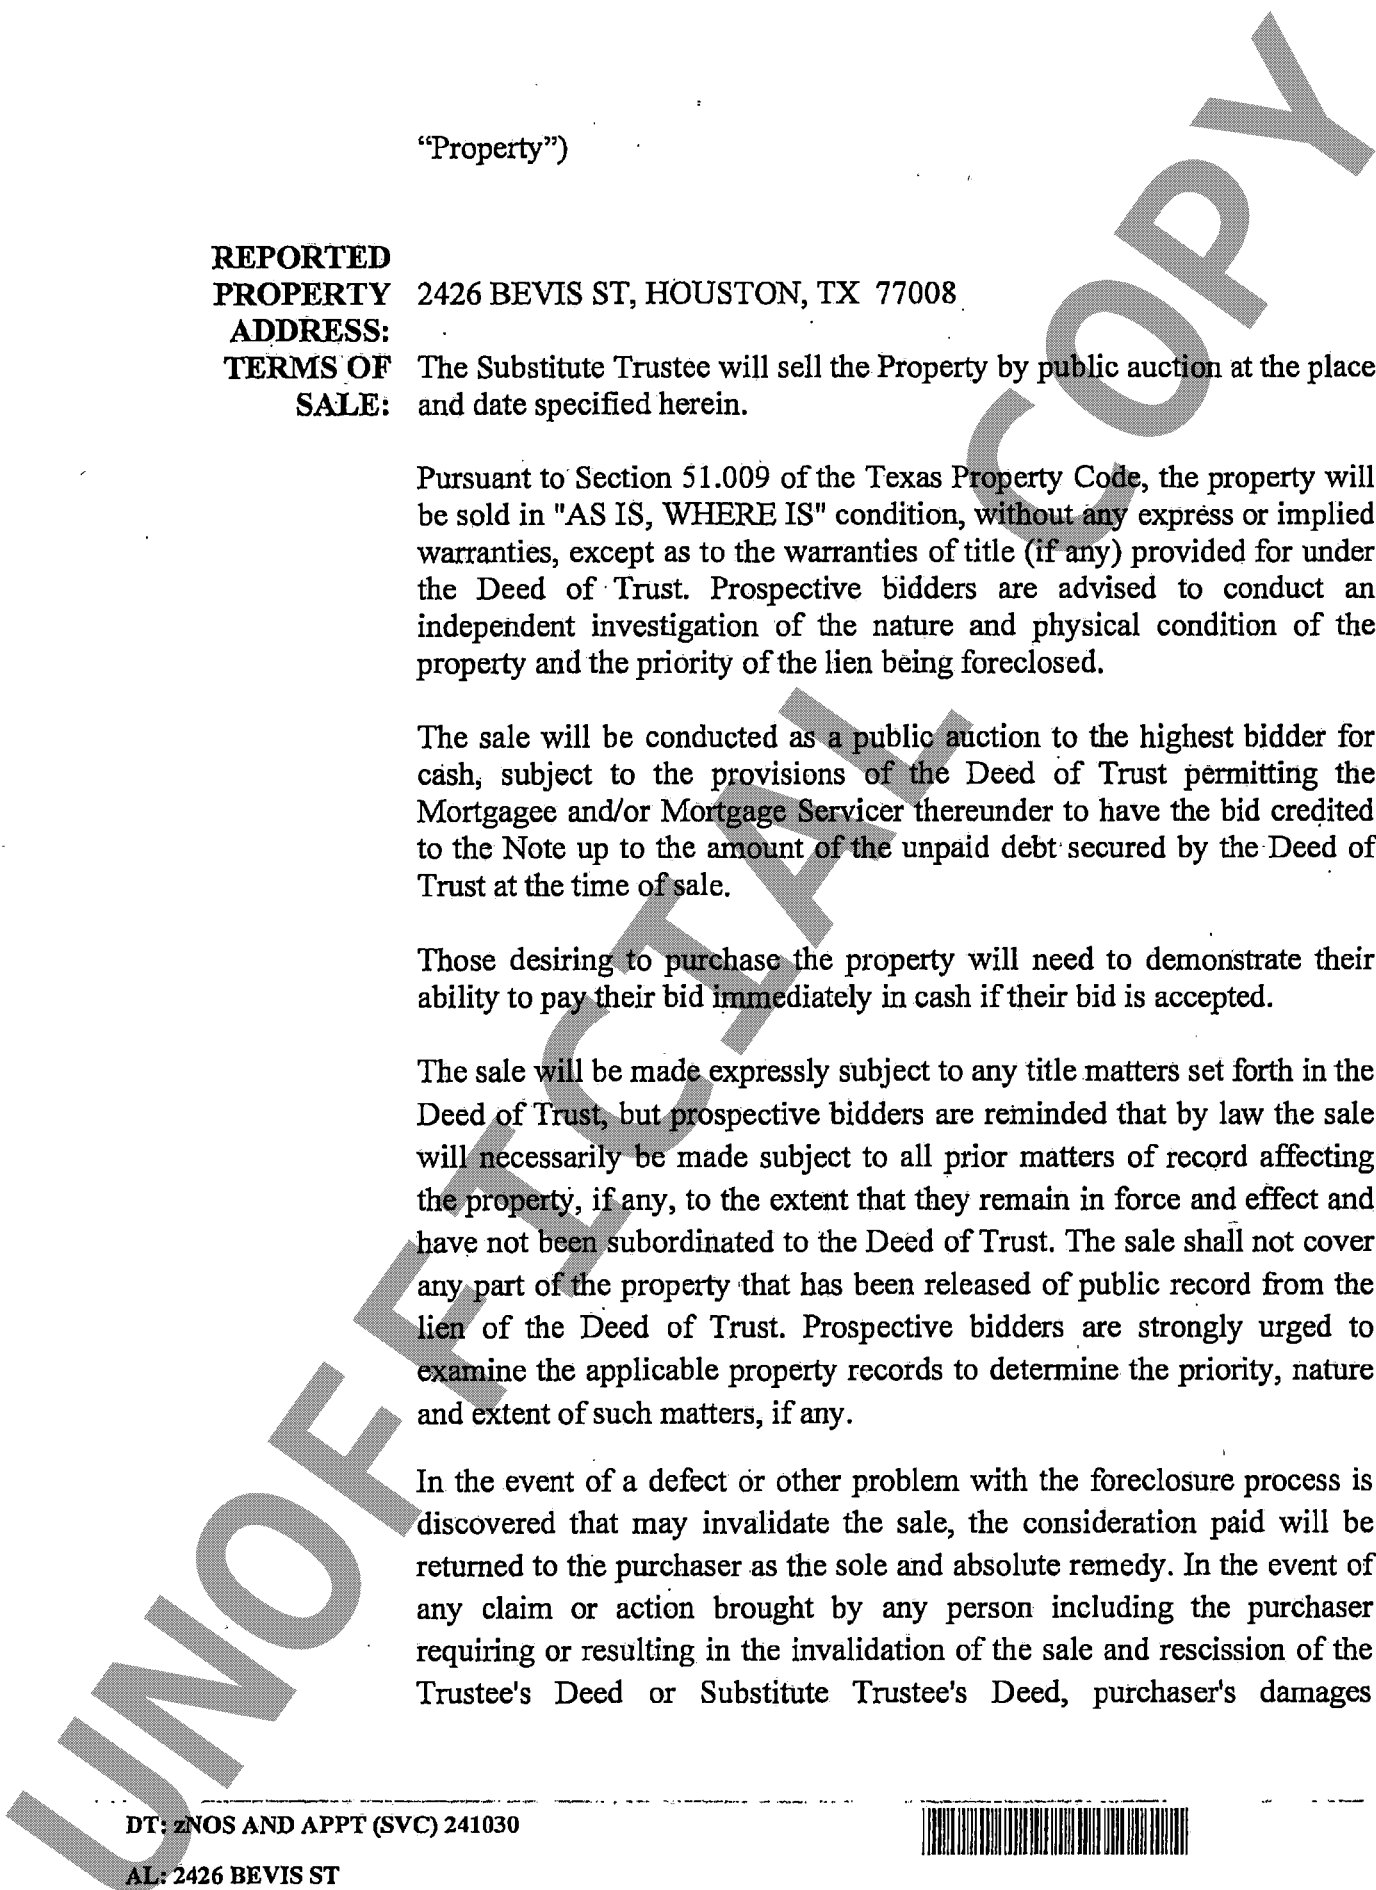 “Property”)
REPORTED
PROPERTY 2426 BEVIS ST, HOUSTON, TX 77008
ADDRESS:
TERMS OF The Substitute Trustee will sell the Property by public auction at the place
SALE: and date specified herein.
Pursuant to Section 51.009 of the Texas Property Code, the property will
be sold in "AS IS, WHERE IS" condition, without any express or implied
warranties, except as to the warranties of title (if any) provided for under
the Deed of Trust. Prospective bidders are advised to conduct an
independent investigation of the nature and physical condition of the
property and the priority of the lien being foreclosed.
The sale will be conducted as a public auction to the highest bidder for
cash, subject to the provisions of the Deed of Trust permitting the
Mortgagee and/or Mortgage Servicer thereunder to have the bid credited
to the Note up to the amount of the unpaid debt secured by the Deed of
Trust at the time of sale.
Those desiring to purchase the property will need to demonstrate their
ability to pay their bid immediately in cash if their bid is accepted.
The sale will be made expressly subject to any title matters set forth in the
Deed of Trust, but prospective bidders are reminded that by law the sale
will necessarily be made subject to all prior matters of record affecting
the property, if any, to the extent that they remain in force and effect and
have not been subordinated to the Deed of Trust. The sale shall not cover
any part of the property that has been released of public record from the
lien of the Deed of Trust. Prospective bidders are strongly urged to
examine the applicable property records to determine the priority, nature
and extent of such matters, if any.
In the event of a defect or other problem with the foreclosure process is
discovered that may invalidate the sale, the consideration paid will be
returned to the purchaser as the sole and absolute remedy. In the event of
any claim or action brought by any person including the purchaser
requiring or resulting in the invalidation of the sale and rescission of the
Trustee's Deed or Substitute Trustee's Deed, purchaser's damages
DT: zNOS AND APPT (SVC) 241030
AL: 2426 BEVIS ST
UNOFFICIAL COPY